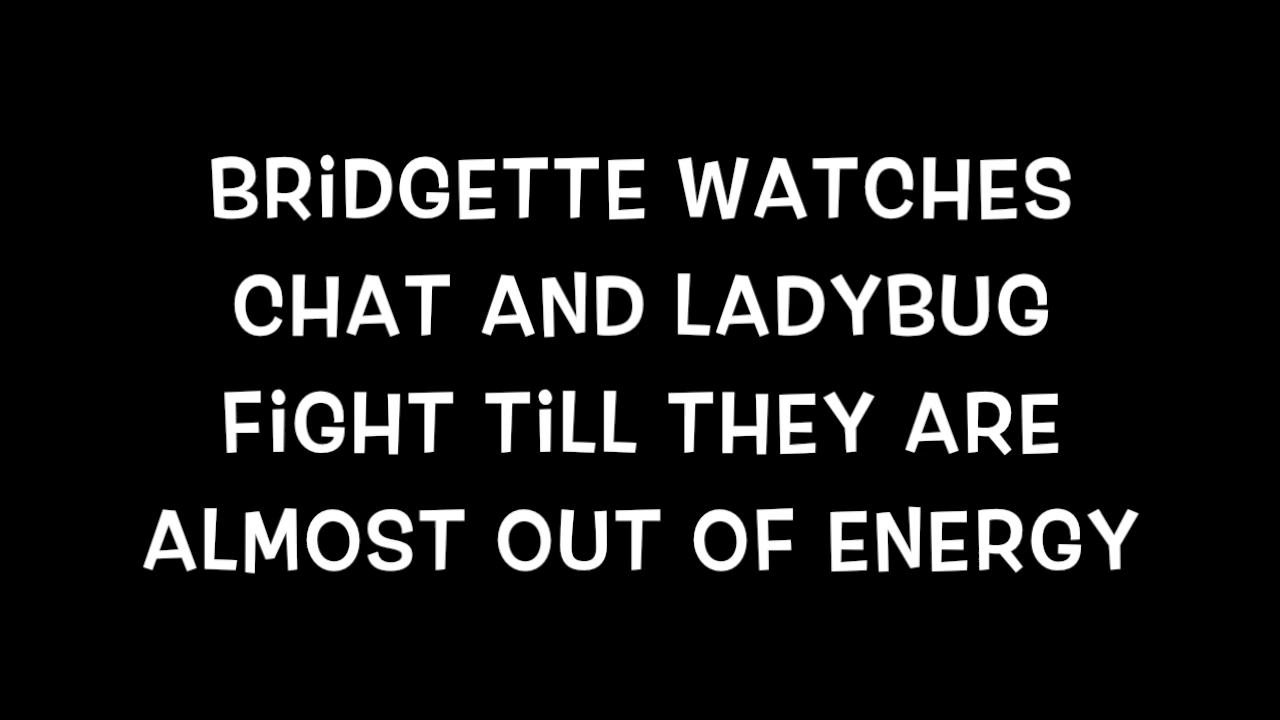 BRiDGETTE WATCHES
CHAT AND LADYBUG
FiGHT TiLL THEY ARE
ALMOST OUT OF ENERGY